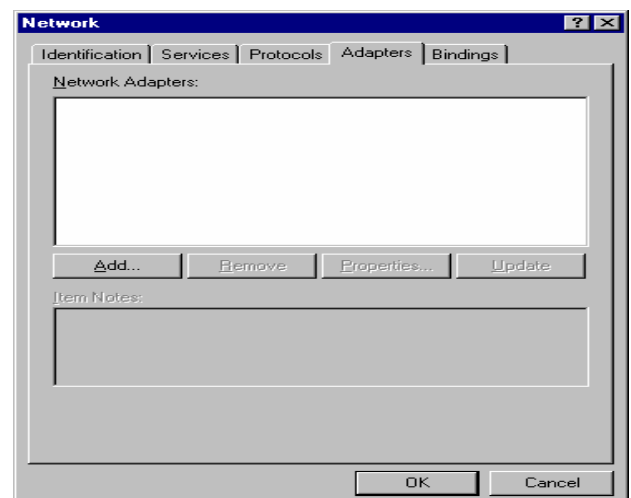 Network
Identification Services Protocols Adapters Bindings
Network Adapters:
Add... Remove Properties... Update
Item Notes:
OK Cancel